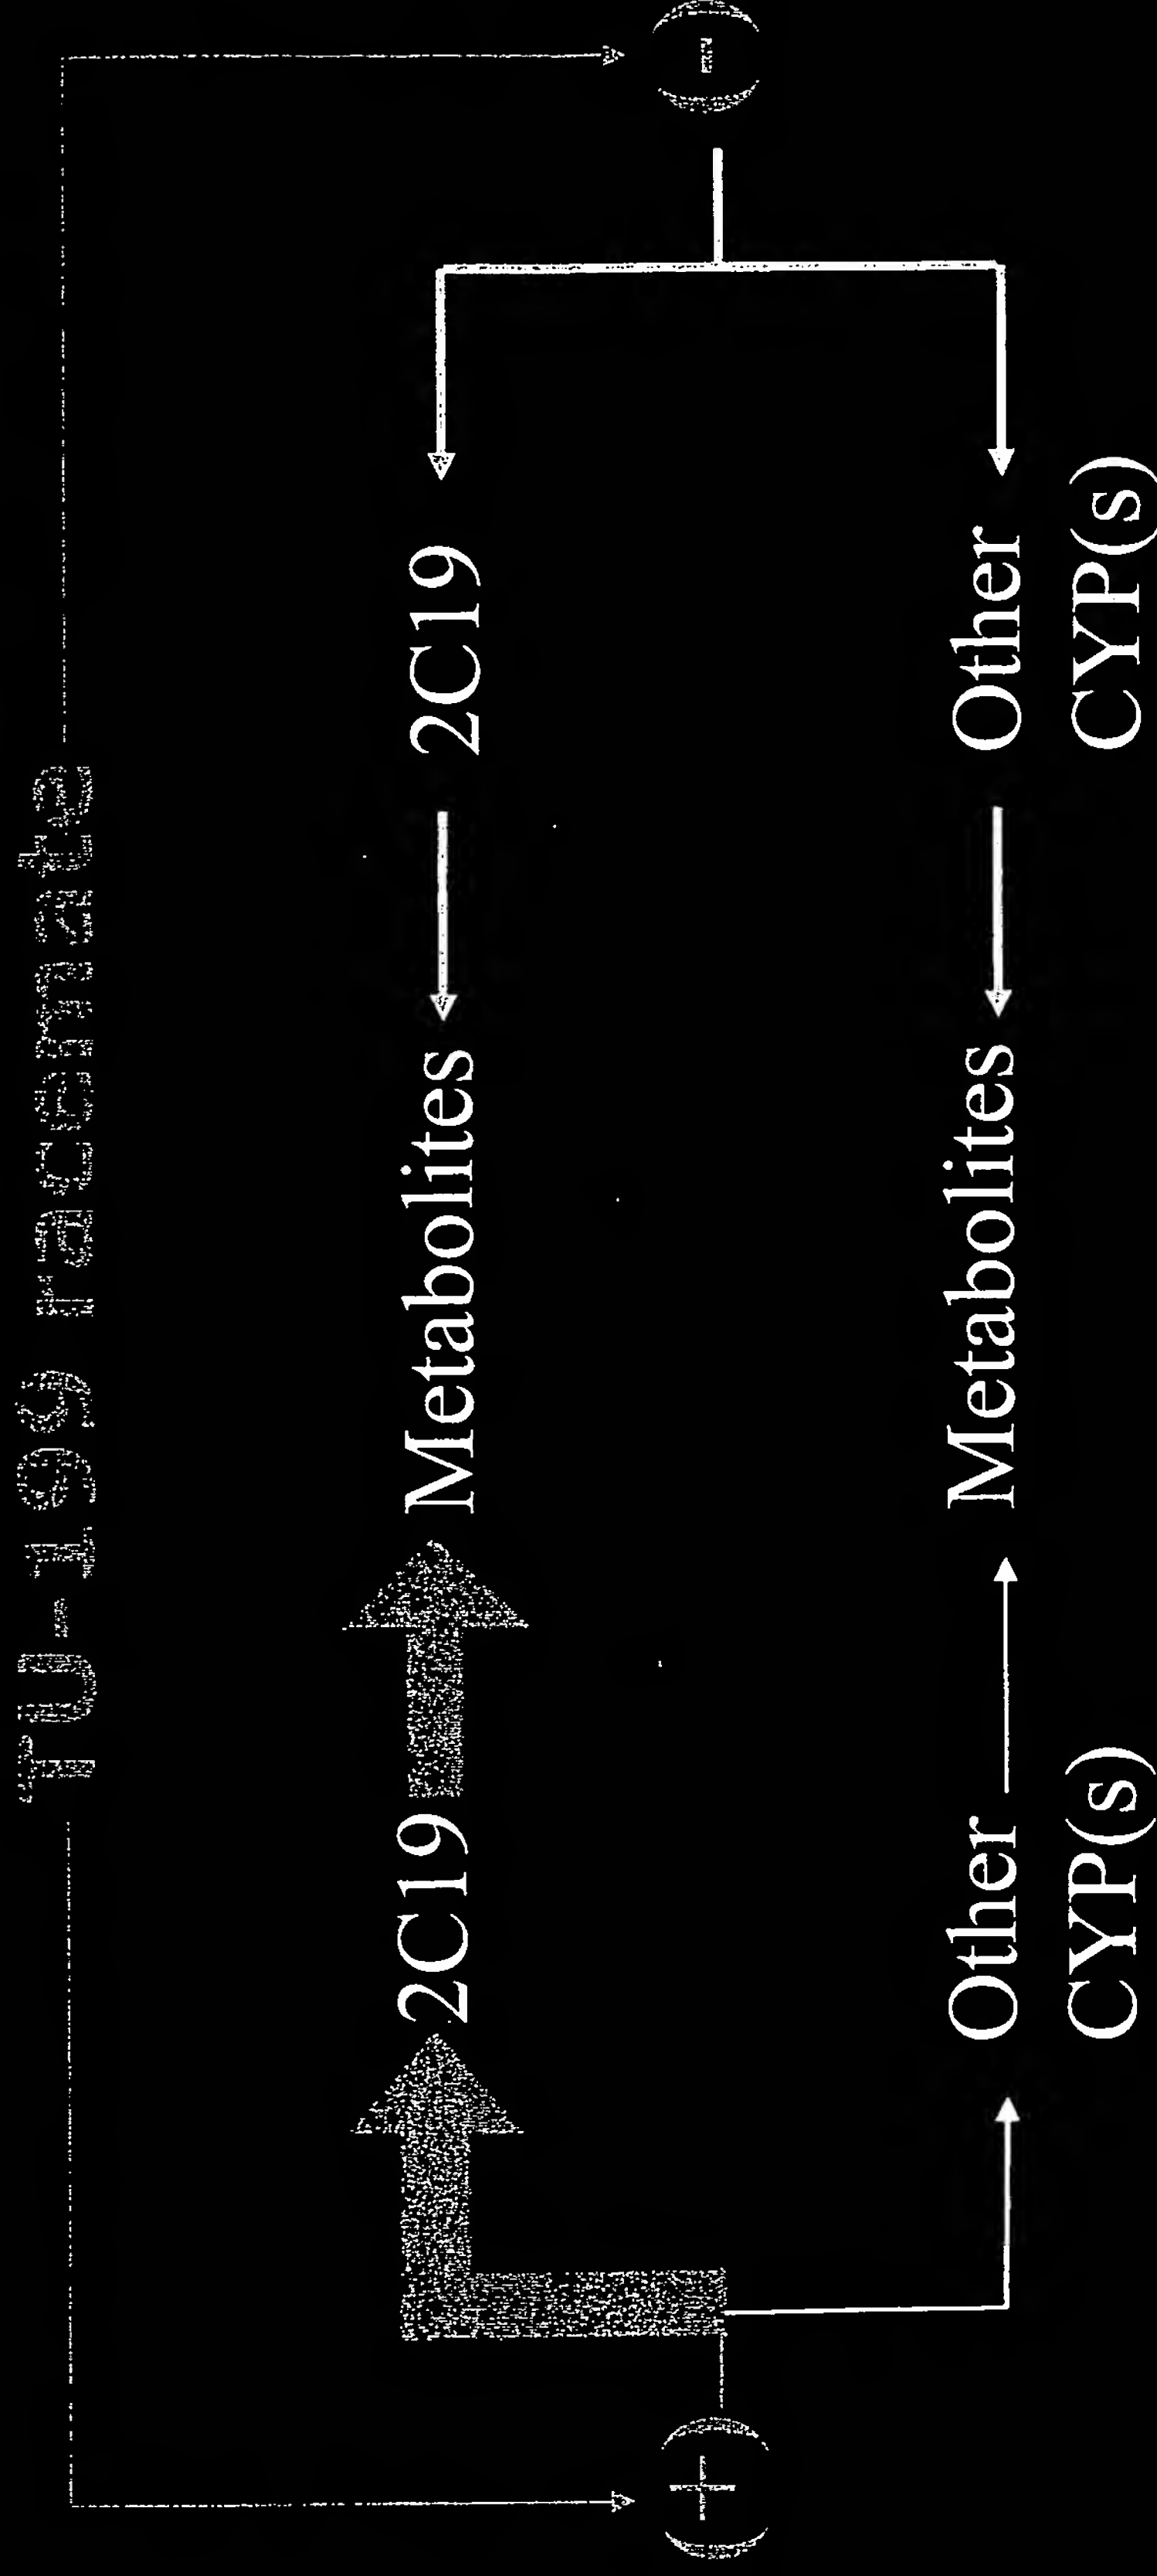 TU-199 racemate
2C19 Metabolites 2C19
(+) (-)
Other Metabolites Other
CYP(s) CYP(s)